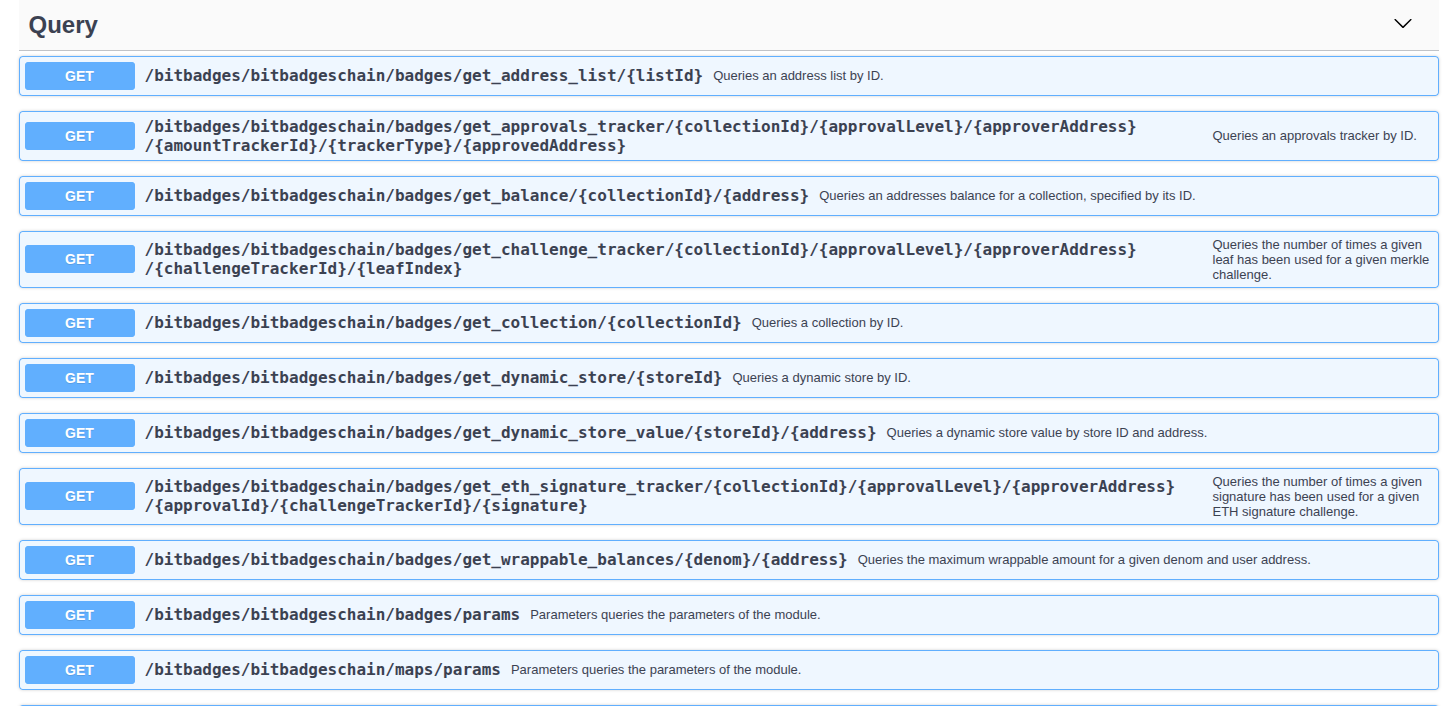 Query
GET /bitbadges/bitbadgeschain/badges/get_address_list/{listId} Queries an address list by ID.
GET /bitbadges/bitbadgeschain/badges/get_approvals_tracker/{collectionId}/{approvalLevel}/{approverAddress}
/{amountTrackerId}/{trackerType}/{approvedAddress}
Queries an approvals tracker by ID.
GET /bitbadges/bitbadgeschain/badges/get_balance/{collectionId}/{address} Queries an addresses balance for a collection, specified by its ID.
GET /bitbadges/bitbadgeschain/badges/get_challenge_tracker/{collectionId}/{approvalLevel}/{approverAddress}
/{challengeTrackerId}/{leafIndex}
Queries the number of times a given
leaf has been used for a given merkle
challenge.
GET /bitbadges/bitbadgeschain/badges/get_collection/{collectionId} Queries a collection by ID.
GET /bitbadges/bitbadgeschain/badges/get_dynamic_store/{storeId} Queries a dynamic store by ID.
GET /bitbadges/bitbadgeschain/badges/get_dynamic_store_value/{storeId}/{address} Queries a dynamic store value by store ID and address.
GET /bitbadges/bitbadgeschain/badges/get_eth_signature_tracker/{collectionId}/{approvalLevel}/{approverAddress}
/{approvalId}/{challengeTrackerId}/{signature}
Queries the number of times a given
signature has been used for a given
ETH signature challenge.
GET /bitbadges/bitbadgeschain/badges/get_wrappable_balances/{denom}/{address} Queries the maximum wrappable amount for a given denom and user address.
GET /bitbadges/bitbadgeschain/badges/params Parameters queries the parameters of the module.
GET /bitbadges/bitbadgeschain/maps/params Parameters queries the parameters of the module.